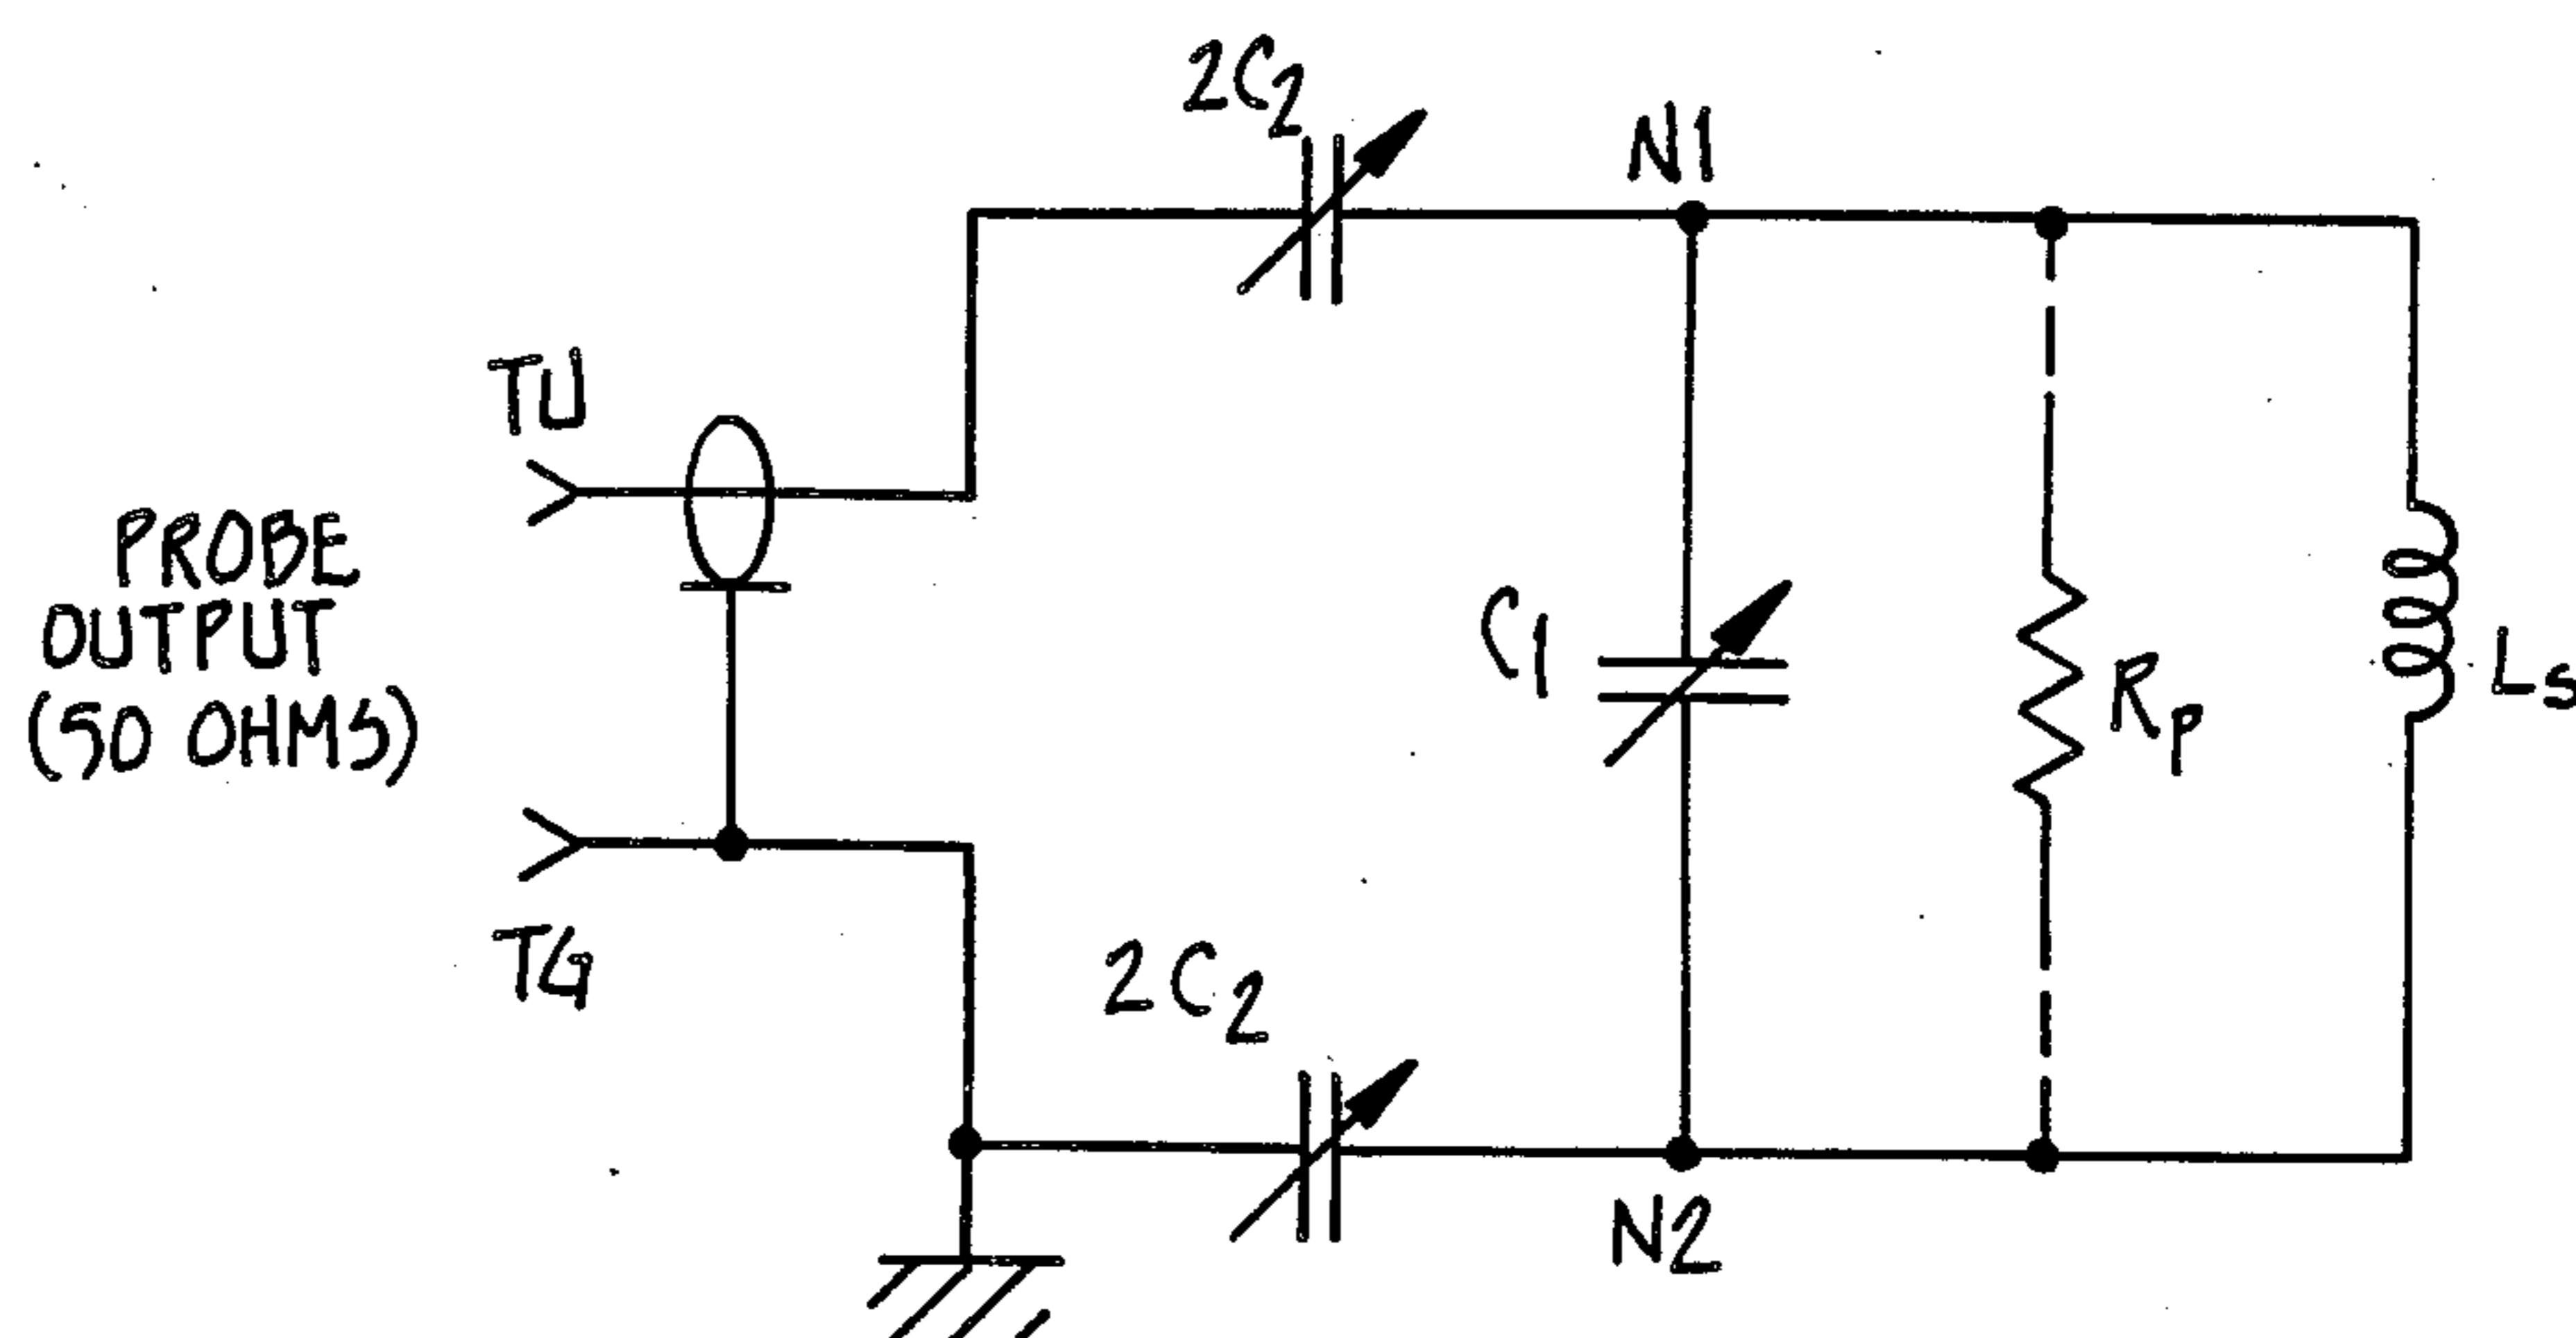 2C2
N1
TU
PROBE
OUTPUT
(50 OHMS)
C1
Rp
Ls
TG
2C2
N2